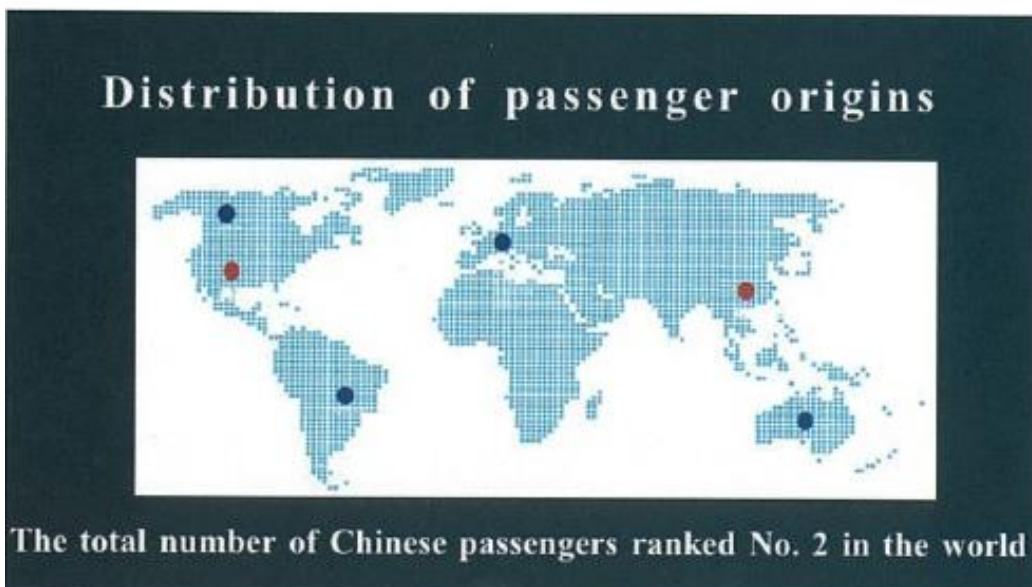 Distribution of passenger origins
The total number of Chinese passengers ranked No. 2 in the world